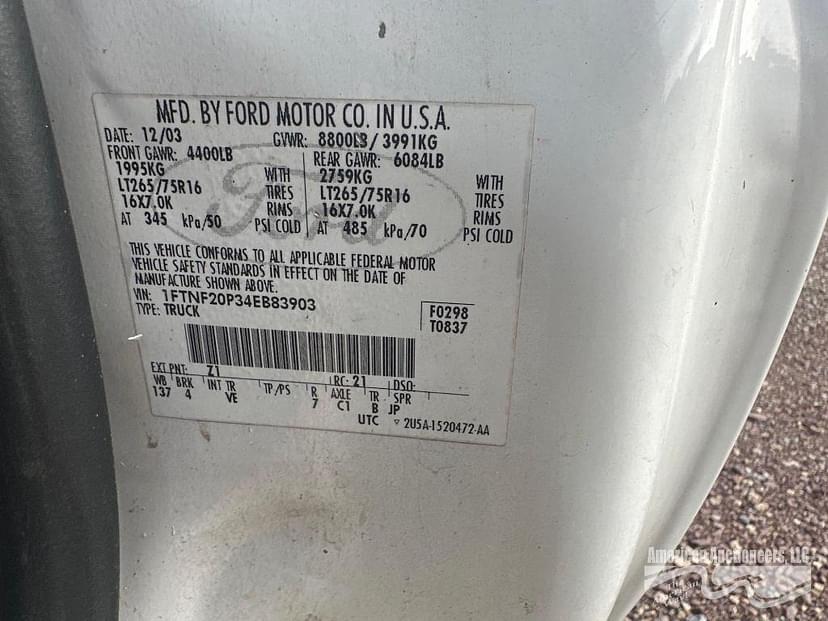 MFD. BY FORD MOTOR CO. IN U.S.A.
DATE: 12/03 GVWR: 8800LB / 3991KG
FRONT GAWR: 4400LB REAR GAWR: 6084LB
1995KG WITH 2759KG WITH
LT265/75R16 TIRES LT265/75R16 TIRES
16X7.0K RIMS 16X7.0K RIMS
AT 345 kPa/50 PSI COLD AT 485 kPa/70 PSI COLD
Ford
THIS VEHICLE CONFORMS TO ALL APPLICABLE FEDERAL MOTOR
VEHICLE SAFETY STANDARDS IN EFFECT ON THE DATE OF
MANUFACTURE SHOWN ABOVE.
VIN: 1FTNF20P34EB83903 F0298
TYPE: TRUCK T0837
EXT PNT: Z1 RC: 21 DSO:
WB BRK INT TR TP/PS R AXLE TR SPR
137 4 VE 7 C1 B JP
UTC ▽ 2U5A-1520472-AA
American Auctioneers, LLC